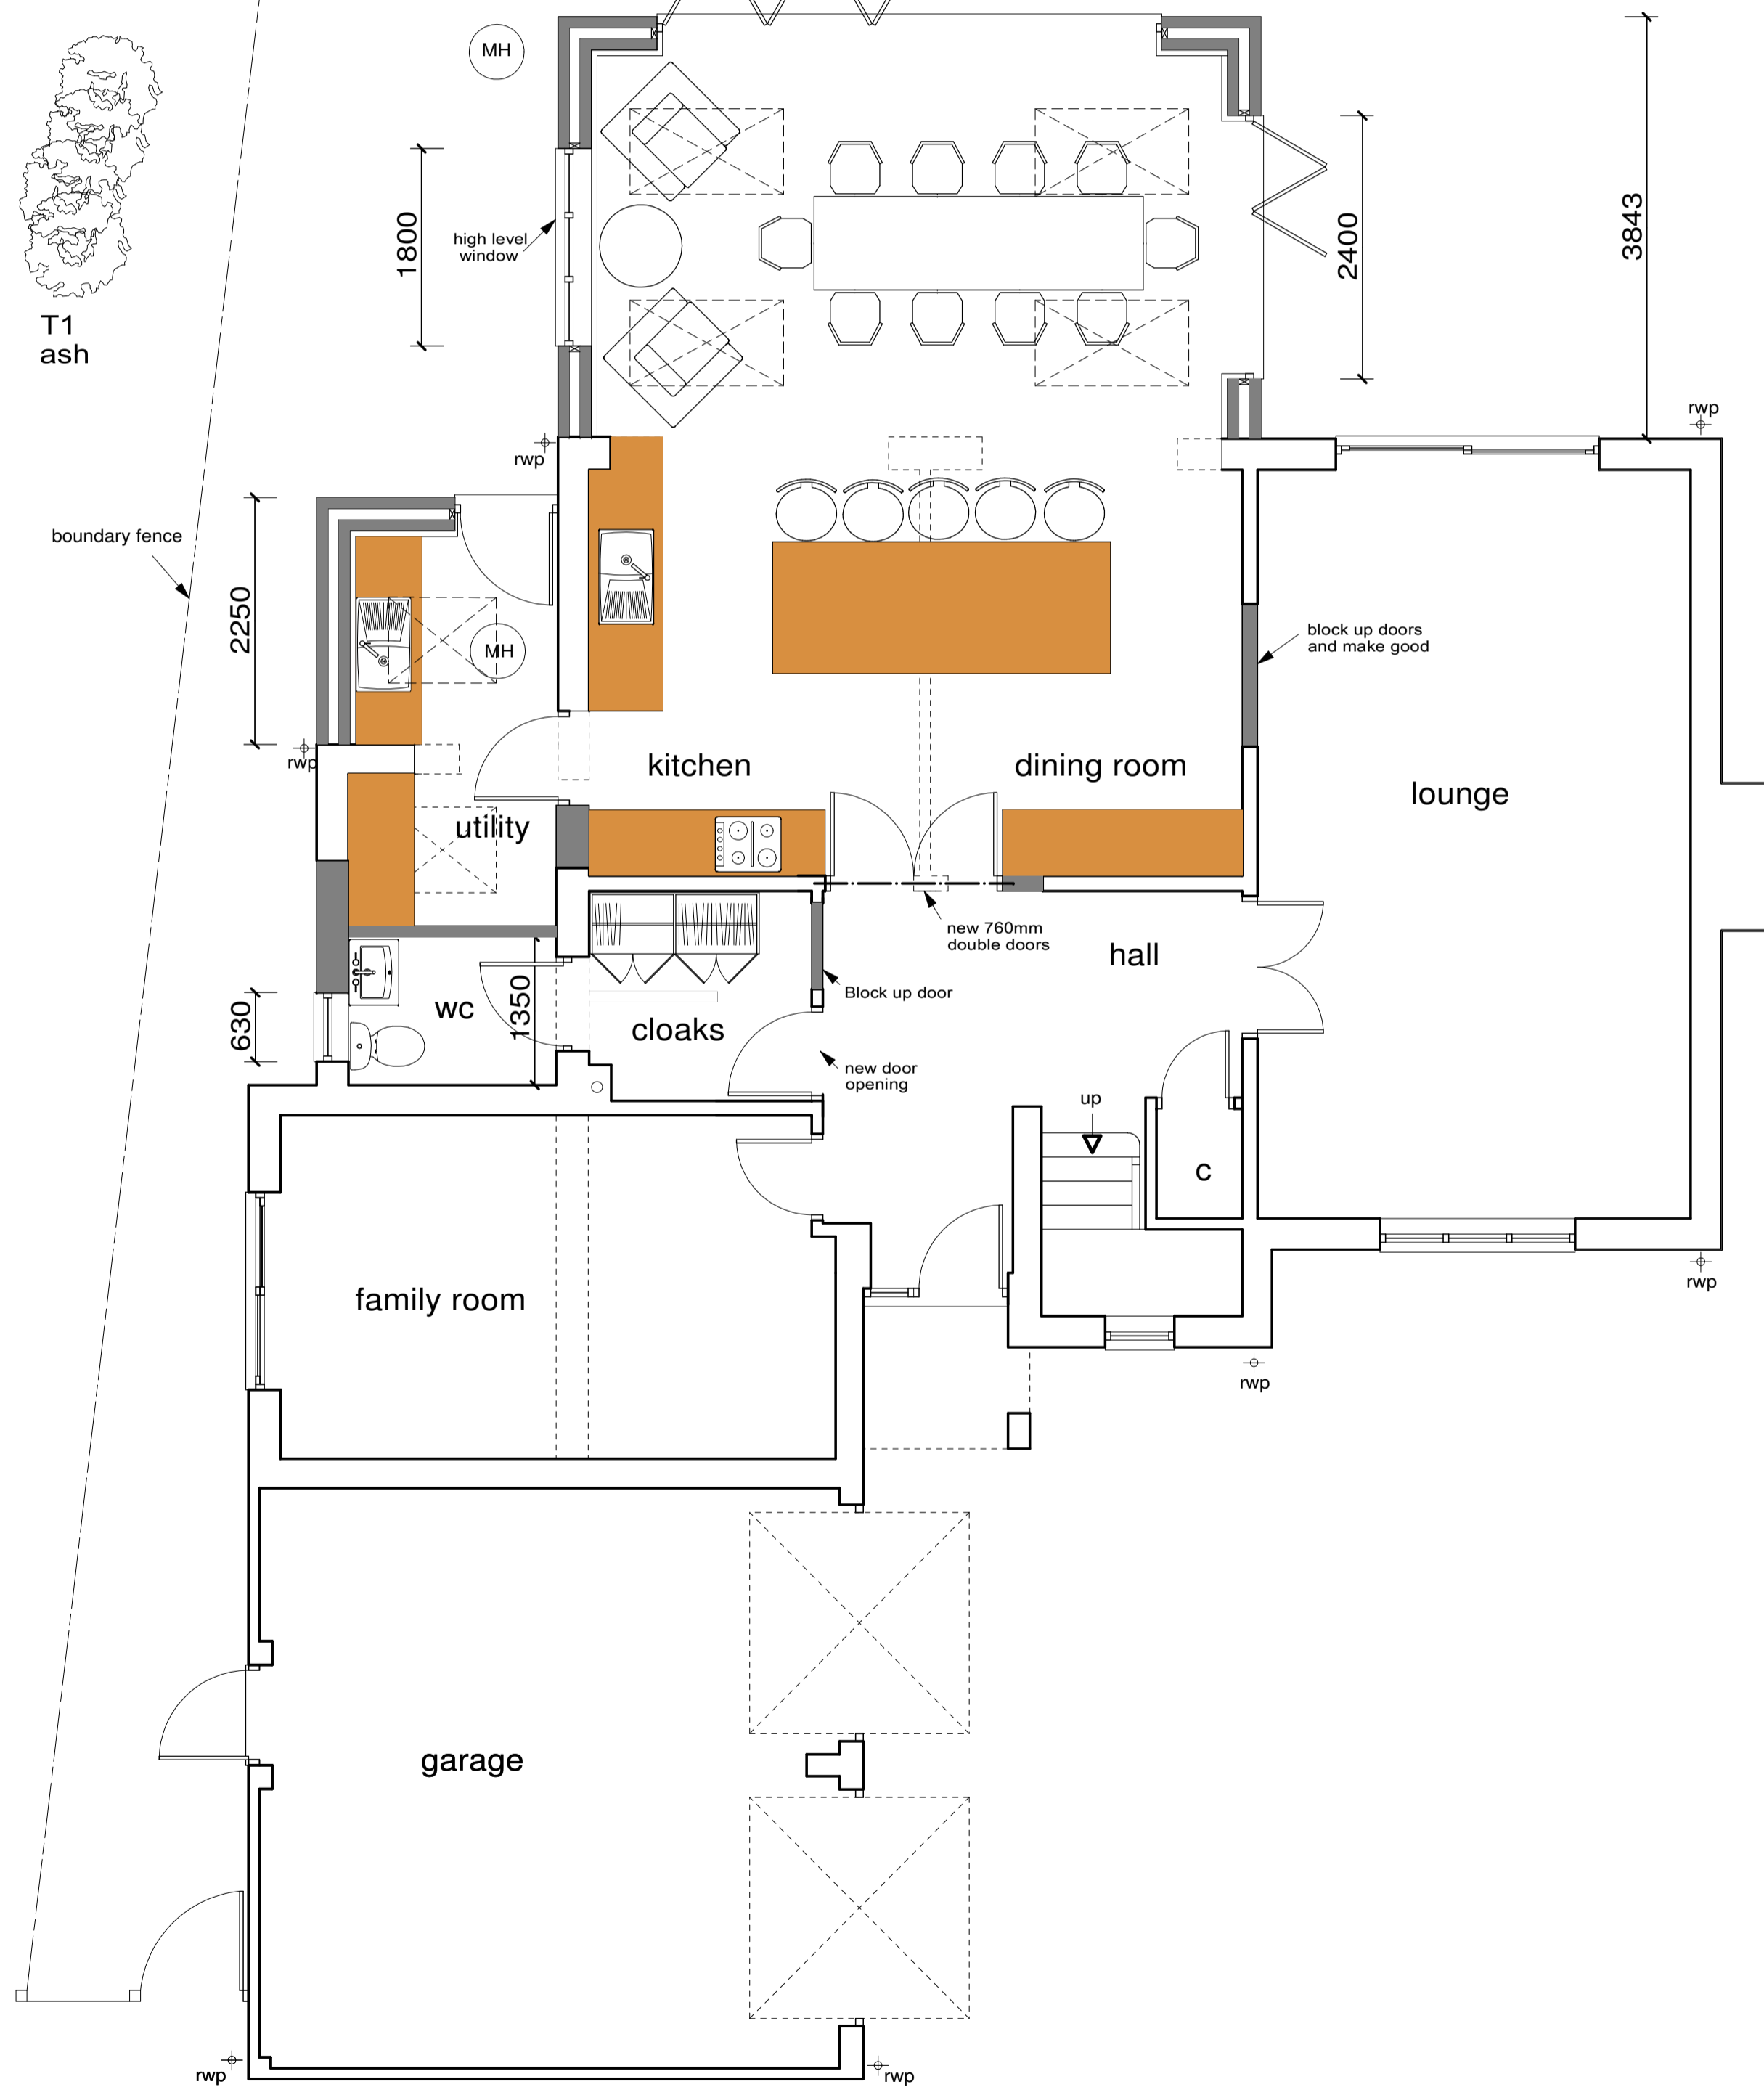 MH
T1
ash
1800
high level
window
2400
3843
rwp
rwp
boundary fence
2250
MH
block up doors
and make good
rwp
kitchen
dining room
lounge
utility
new 760mm
double doors
hall
Block up door
630
wc
1350
cloaks
new door
opening
up
c
rwp
family room
rwp
garage
rwp
rwp